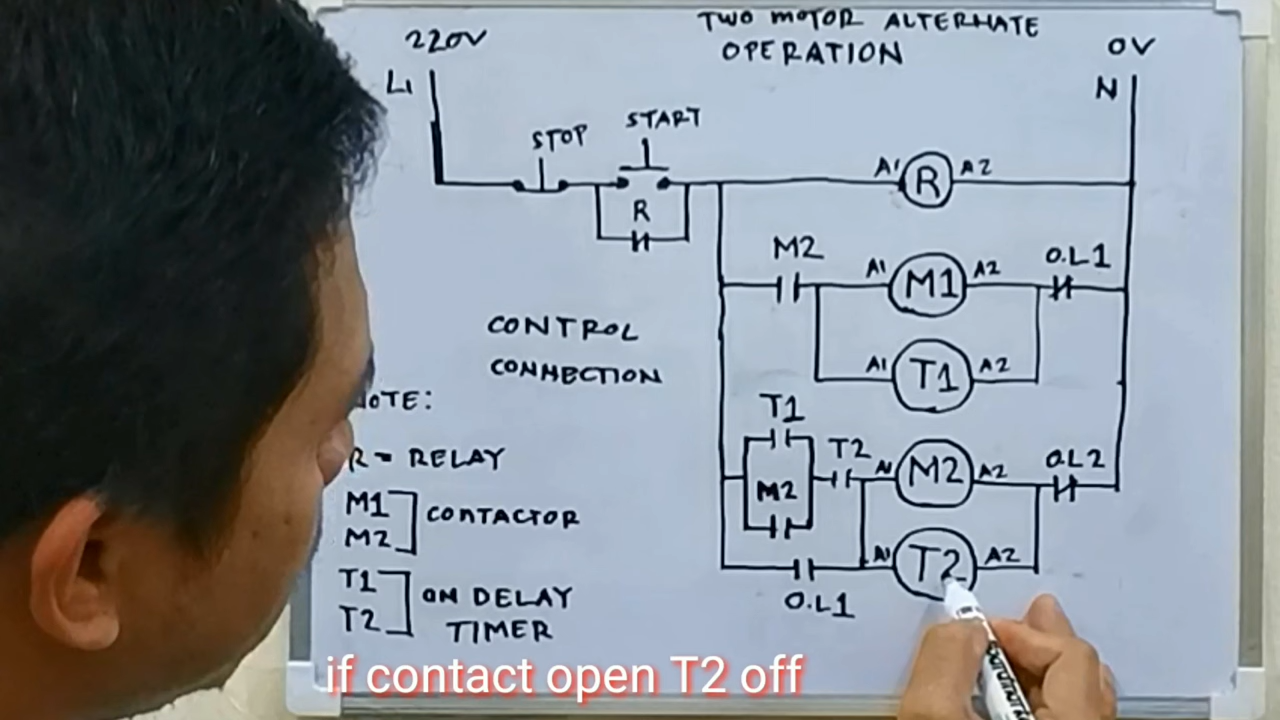 TWO MOTOR ALTERNATE
OPERATION
220V
0V
L1
N
STOP
START
R
A1
R
A2
M2
A1
M1
A2
O.L1
CONTROL
CONNECTION
A1
T1
A2
NOTE:
T1
T2
M2
A1
M2
A2
O.L2
R = RELAY
M1
M2
CONTACTOR
T1
T2
ON DELAY
TIMER
A1
T2
A2
O.L1
if contact open T2 off